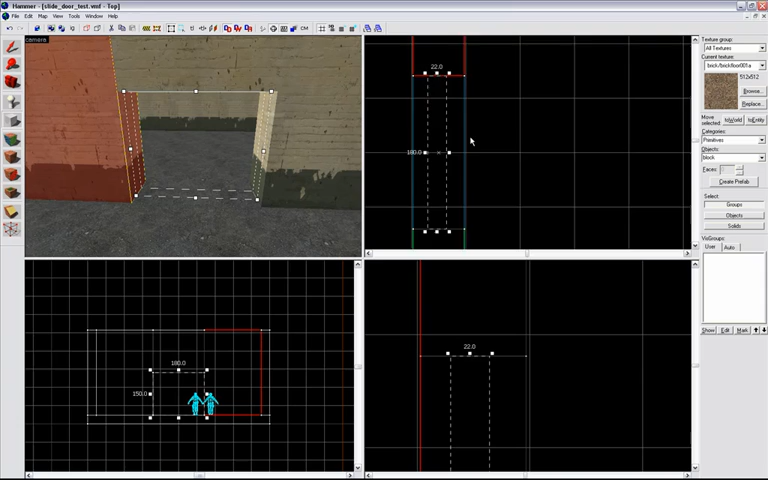 Hammer - [slide_door_test.vmf - Top]
File Edit Map Tools Window Help
camera
22.0
180.0
180.0
150.0
22.0
Texture group:
All Textures
Current texture:
brick/brickfloor001a
512x512
Browse...
Replace...
Move selected:
toWorld
toEntity
Categories:
Primitives
Objects:
block
Faces:
Create Prefab
Select:
Groups
Objects
Solids
VisGroups:
User
Auto
Show
Edit
Mark